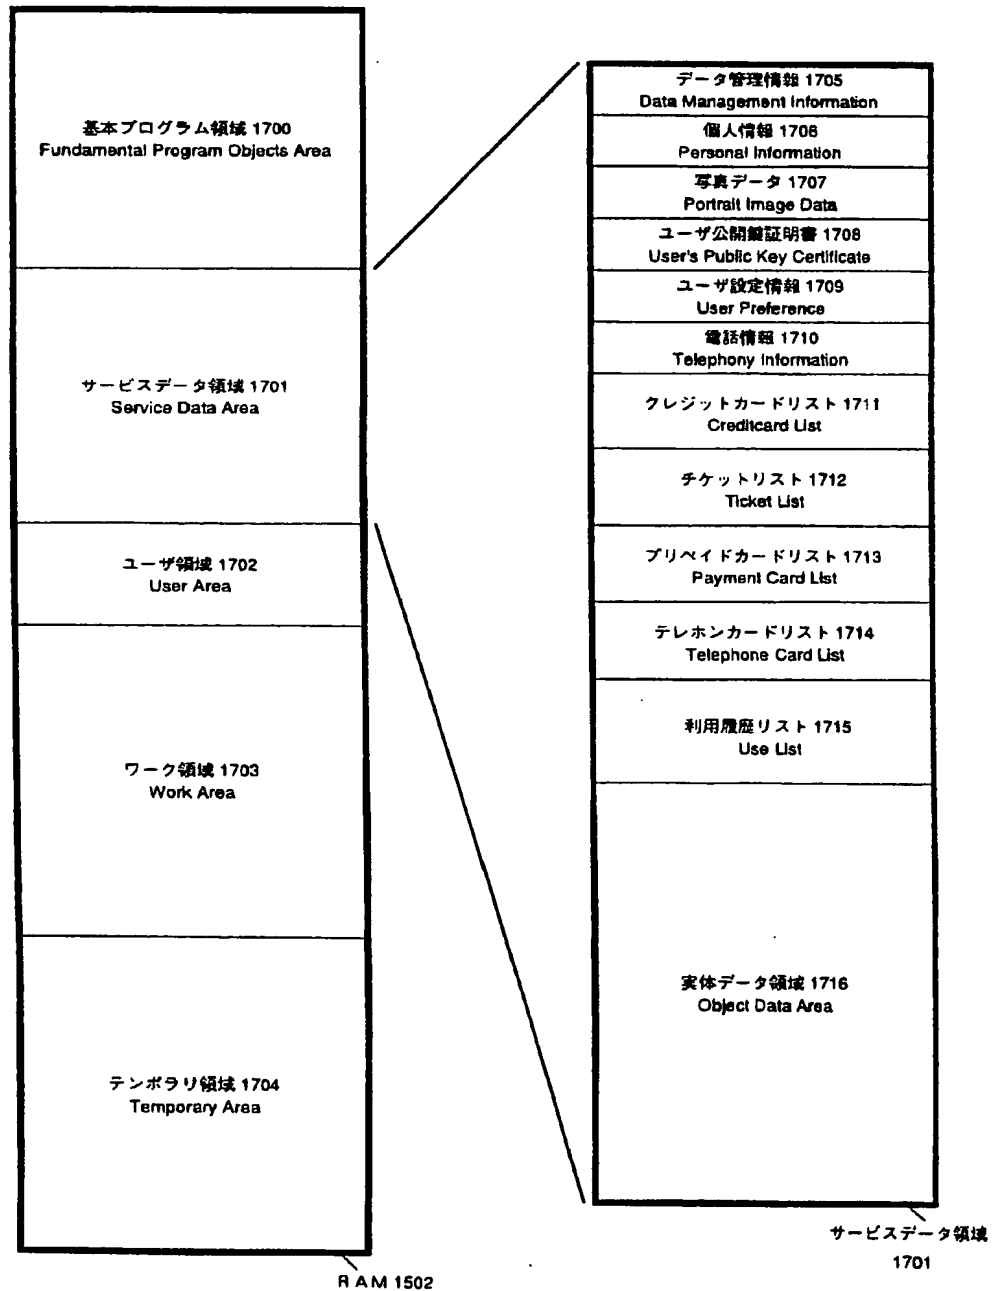 基本プログラム領域 1700
Fundamental Program Objects Area
サービスデータ領域 1701
Service Data Area
ユーザ領域 1702
User Area
ワーク領域 1703
Work Area
テンポラリ領域 1704
Temporary Area
RAM 1502
データ管理情報 1705
Data Management Information
個人情報 1706
Personal Information
写真データ 1707
Portrait Image Data
ユーザ公開鍵証明書 1708
User's Public Key Certificate
ユーザ設定情報 1709
User Preference
電話情報 1710
Telephony Information
クレジットカードリスト 1711
Creditcard List
チケットリスト 1712
Ticket List
プリペイドカードリスト 1713
Payment Card List
テレホンカードリスト 1714
Telephone Card List
利用履歴リスト 1715
Use List
実体データ領域 1716
Object Data Area
サービスデータ領域
1701